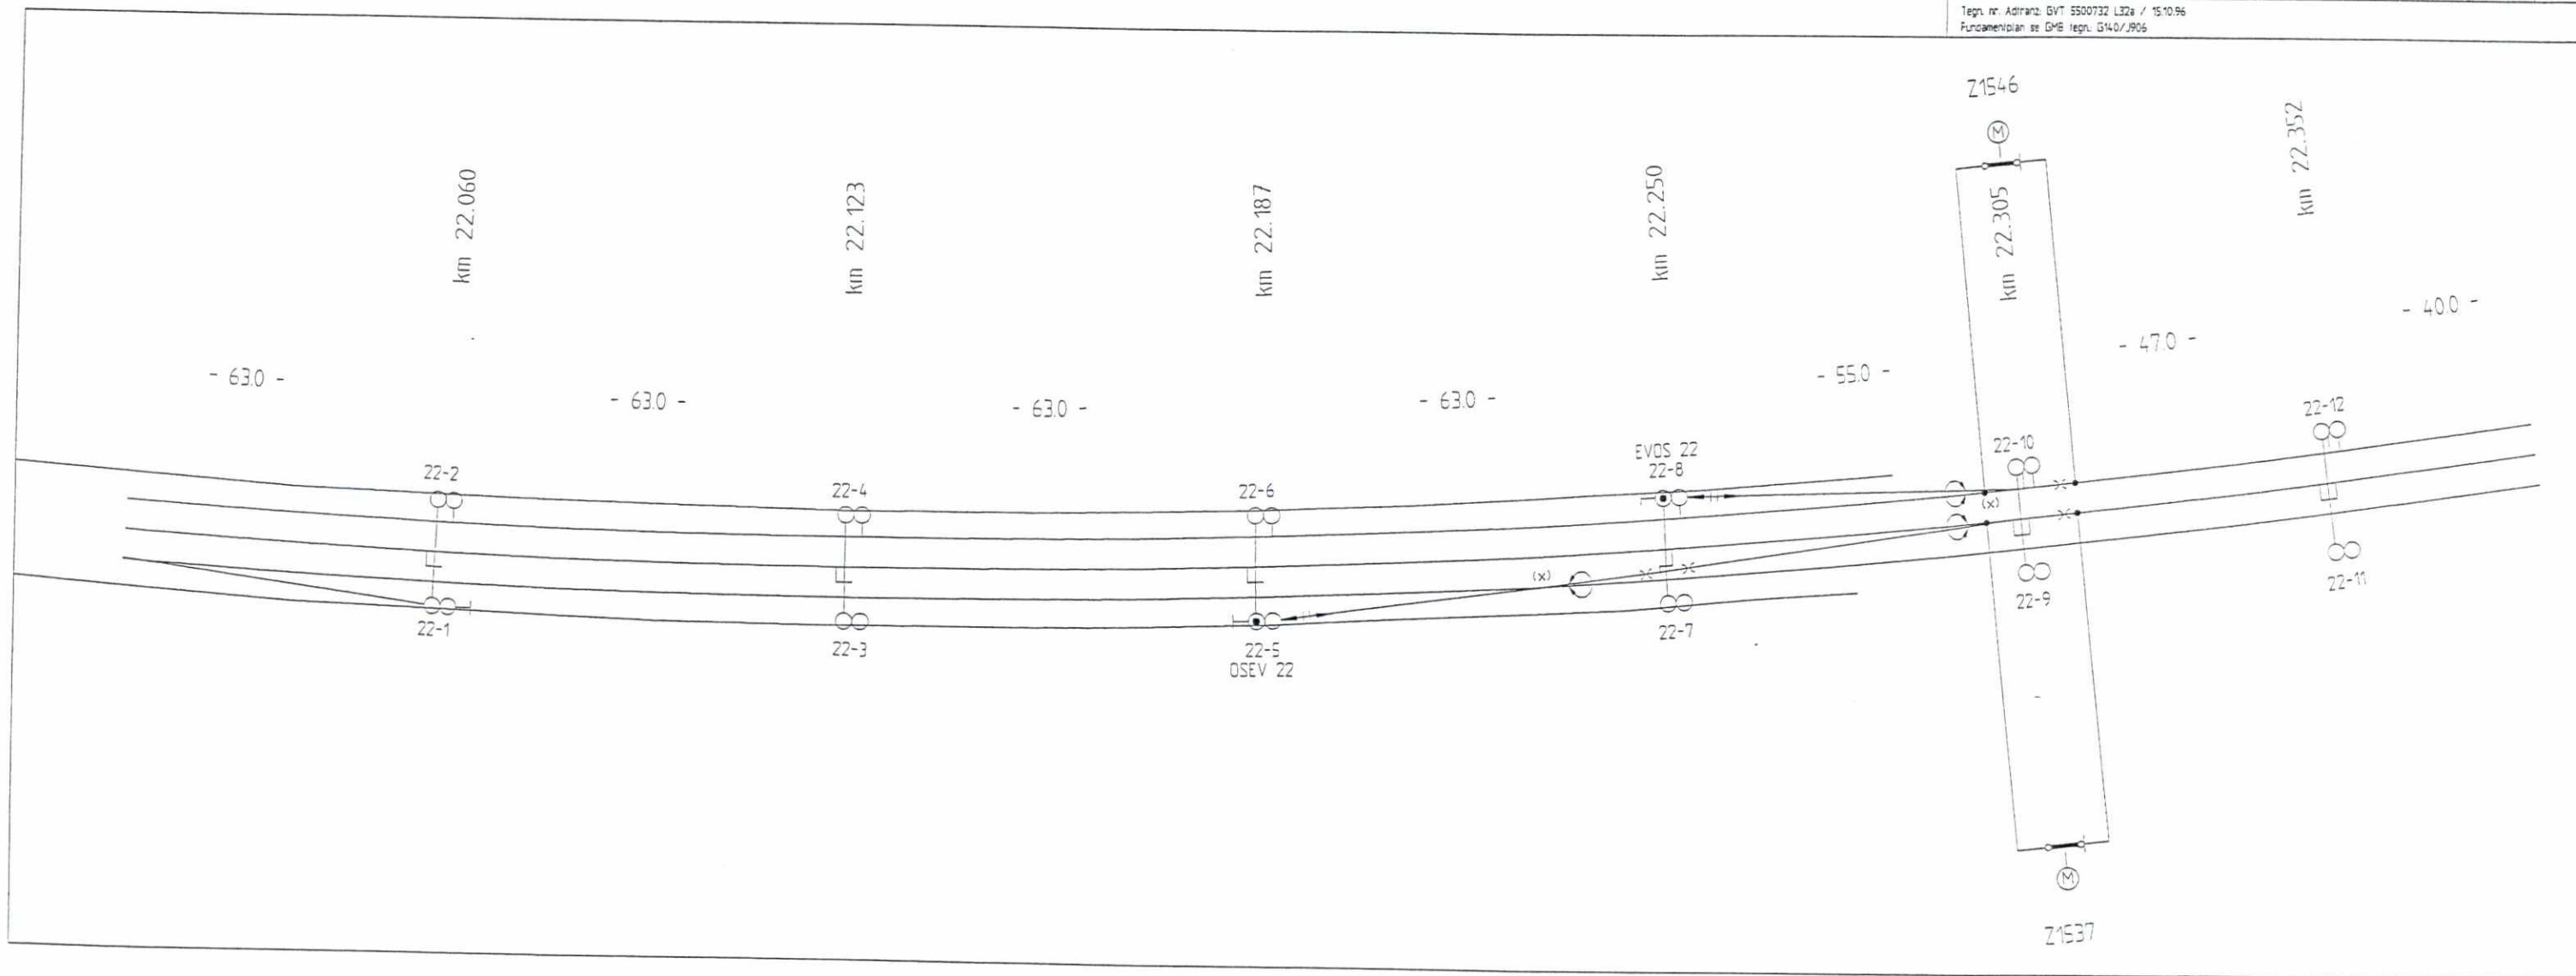 Tegn. nr. Adtranz: GVT 5500732 L32a / 15.10.96
Fundamentplan se GMB tegn.: G140/J906
Z1546
M
km 22.060
km 22.123
km 22.187
km 22.250
km 22.305
km 22.352
- 63.0 -
- 63.0 -
- 63.0 -
- 63.0 -
- 55.0 -
- 47.0 -
- 40.0 -
22-2
22-4
22-6
EVOS 22
22-8
22-10
22-12
(x)
(x)
22-1
22-3
22-5
OSEV 22
22-7
22-9
22-11
M
Z1537